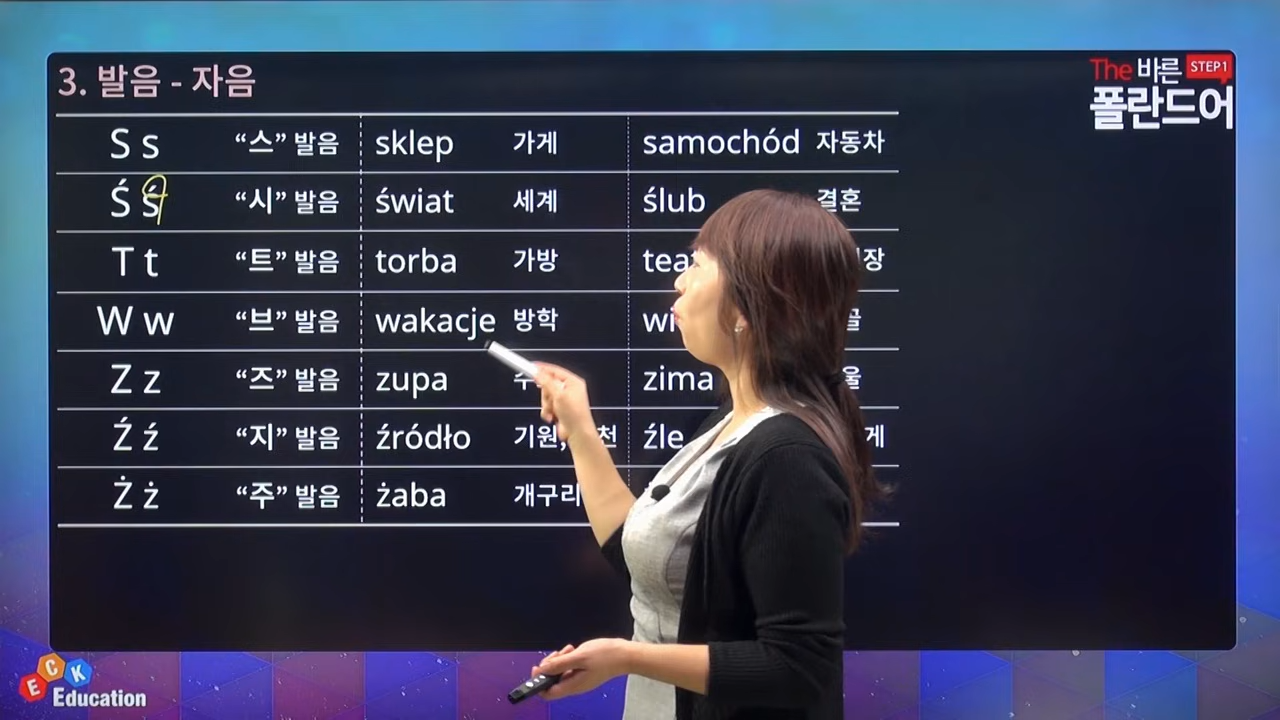 3. 발음 - 자음
The 바른 STEP1
폴란드어
S s “스” 발음 sklep 가게 samochód 자동차
Ś ś “시” 발음 świat 세계 ślub 결혼
T t “트” 발음 torba 가방
W w “브” 발음 wakacje 방학
Z z “즈” 발음 zupa zima
Ź ź “지” 발음 źródło 기원, źle
Ż ż “주” 발음 żaba 개구리
ECK
Education